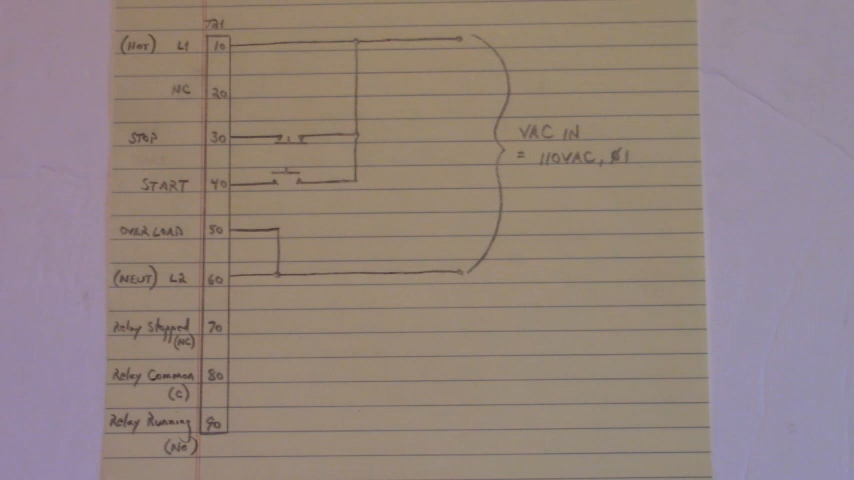 TB1
(HOT) L1 10
NC 20
STOP 30
START 40
OVERLOAD 50
(NEUT) L2 60
Relay Stopped 70
(NC)
Relay Common 80
(C)
Relay Running 90
(NO)
VAC IN
= 110VAC, Ø1